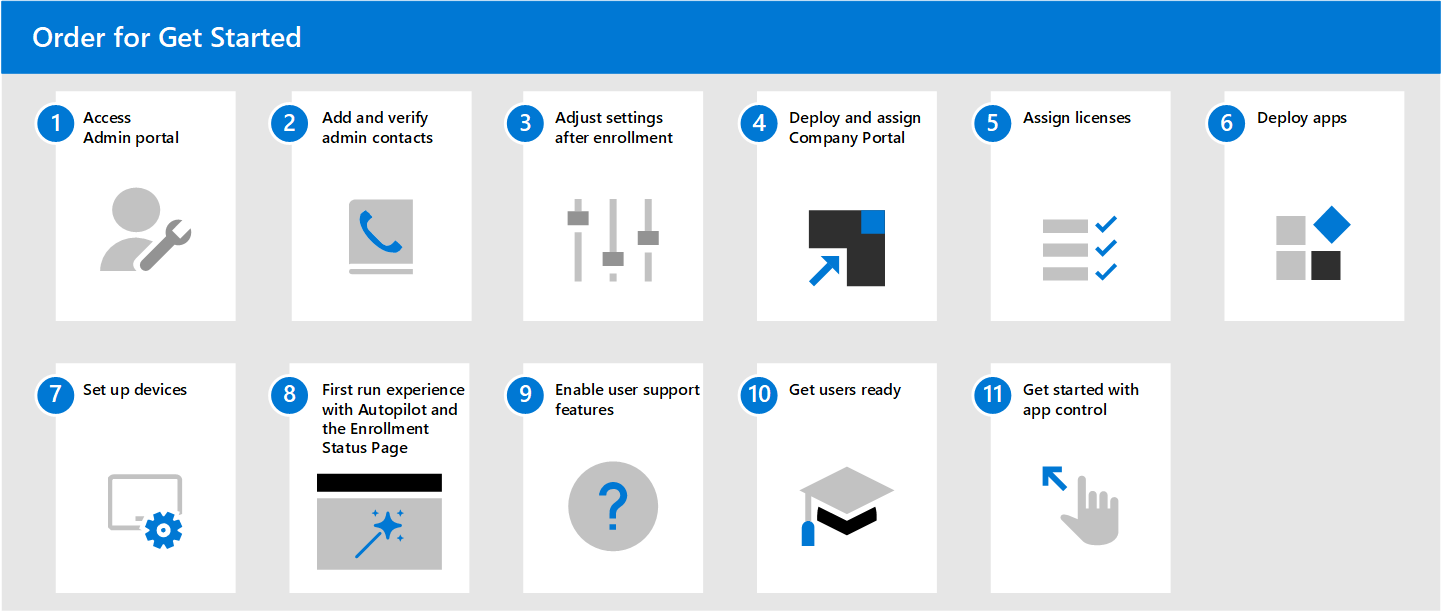 Order for Get Started
1
Access
Admin portal
2
Add and verify
admin contacts
3
Adjust settings
after enrollment
4
Deploy and assign
Company Portal
5
Assign licenses
6
Deploy apps
7
Set up devices
8
First run experience
with Autopilot and
the Enrollment
Status Page
9
Enable user support
features
?
10
Get users ready
11
Get started with
app control